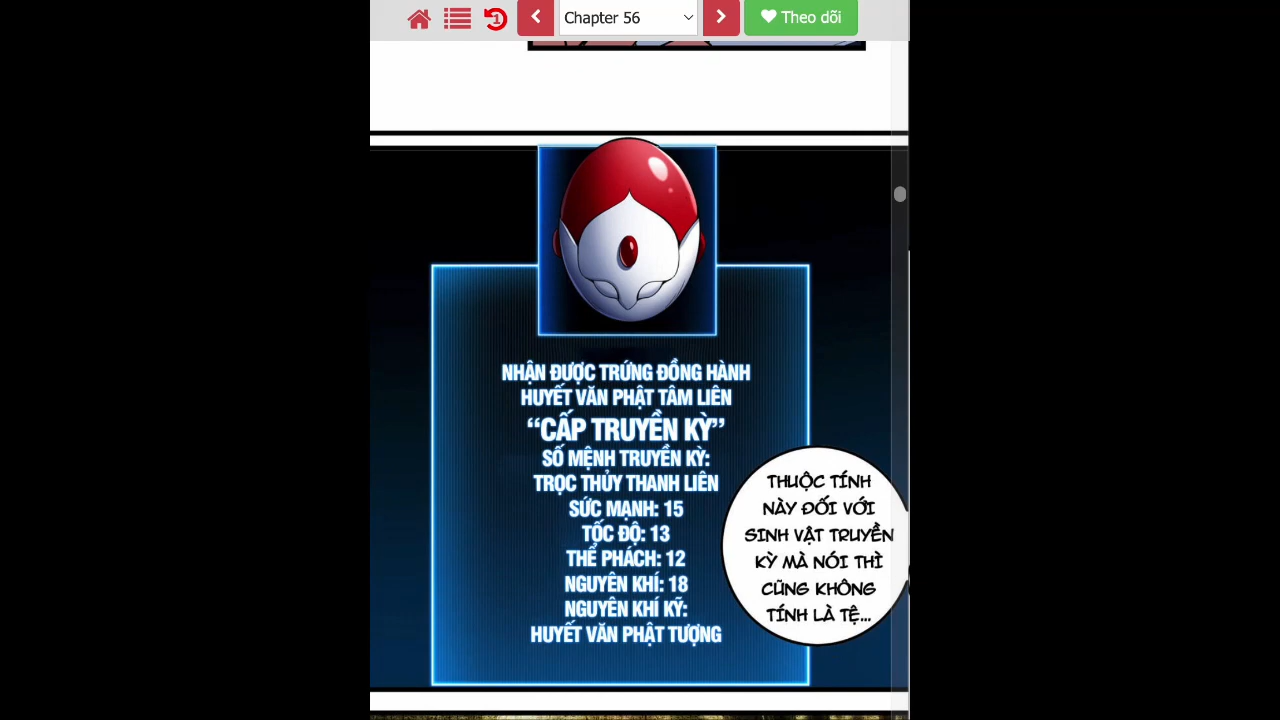 1
Chapter 56
Theo dõi
NHẬN ĐƯỢC TRỨNG ĐỒNG HÀNH
HUYẾT VĂN PHẬT TÂM LIÊN
“CẤP TRUYỀN KỲ”
SỐ MỆNH TRUYỀN KỲ:
TRỌC THỦY THANH LIÊN
SỨC MẠNH: 15
TỐC ĐỘ: 13
THỂ PHÁCH: 12
NGUYÊN KHÍ: 18
NGUYÊN KHÍ KỸ:
HUYẾT VĂN PHẬT TƯỢNG
THUỘC TÍNH
NÀY ĐỐI VỚI
SINH VẬT TRUYỀN
KỲ MÀ NÓI THÌ
CŨNG KHÔNG
TÍNH LÀ TỆ...